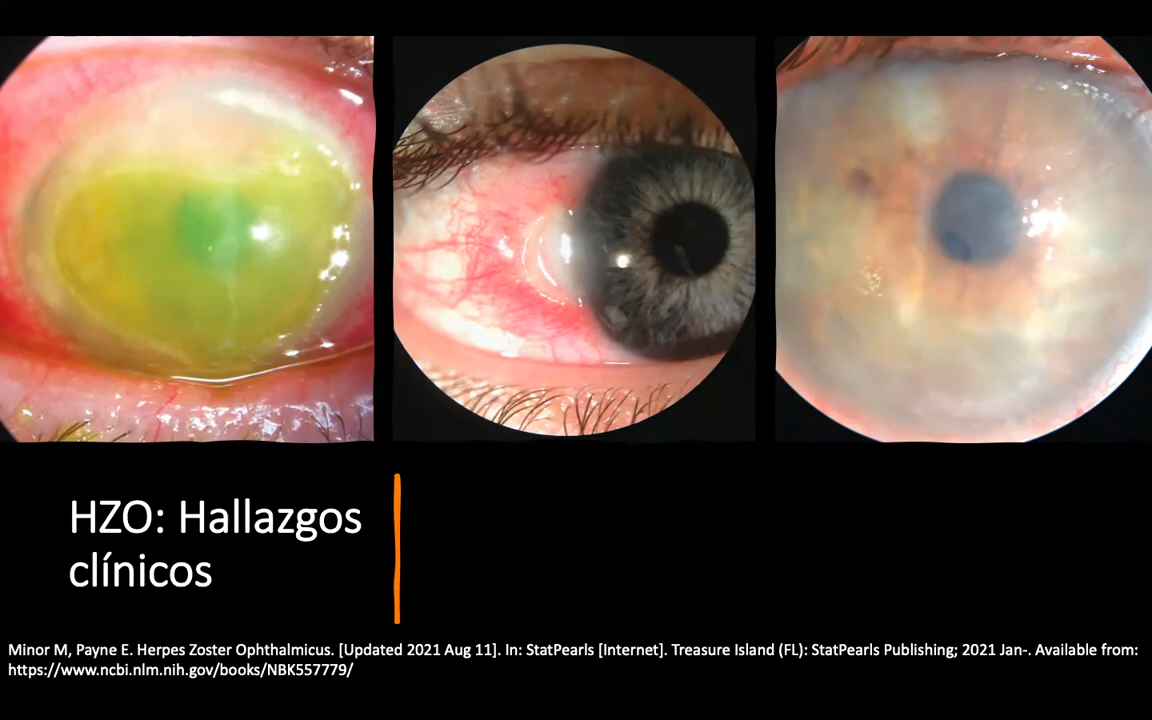 HZO: Hallazgos
clínicos
Minor M, Payne E. Herpes Zoster Ophthalmicus. [Updated 2021 Aug 11]. In: StatPearls [Internet]. Treasure Island (FL): StatPearls Publishing; 2021 Jan-. Available from:
https://www.ncbi.nlm.nih.gov/books/NBK557779/